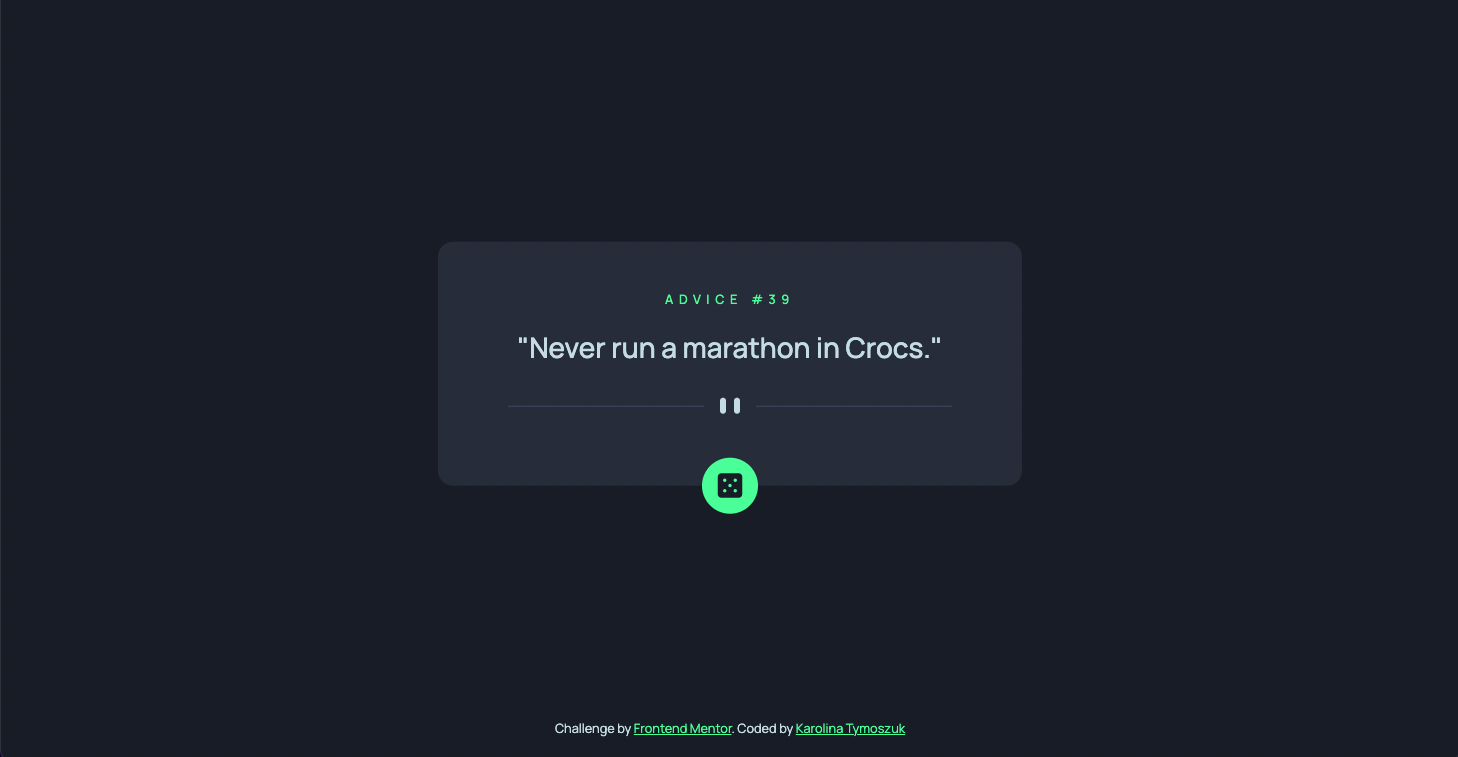 ADVICE #39
"Never run a marathon in Crocs."
Challenge by Frontend Mentor. Coded by Karolina Tymoszuk